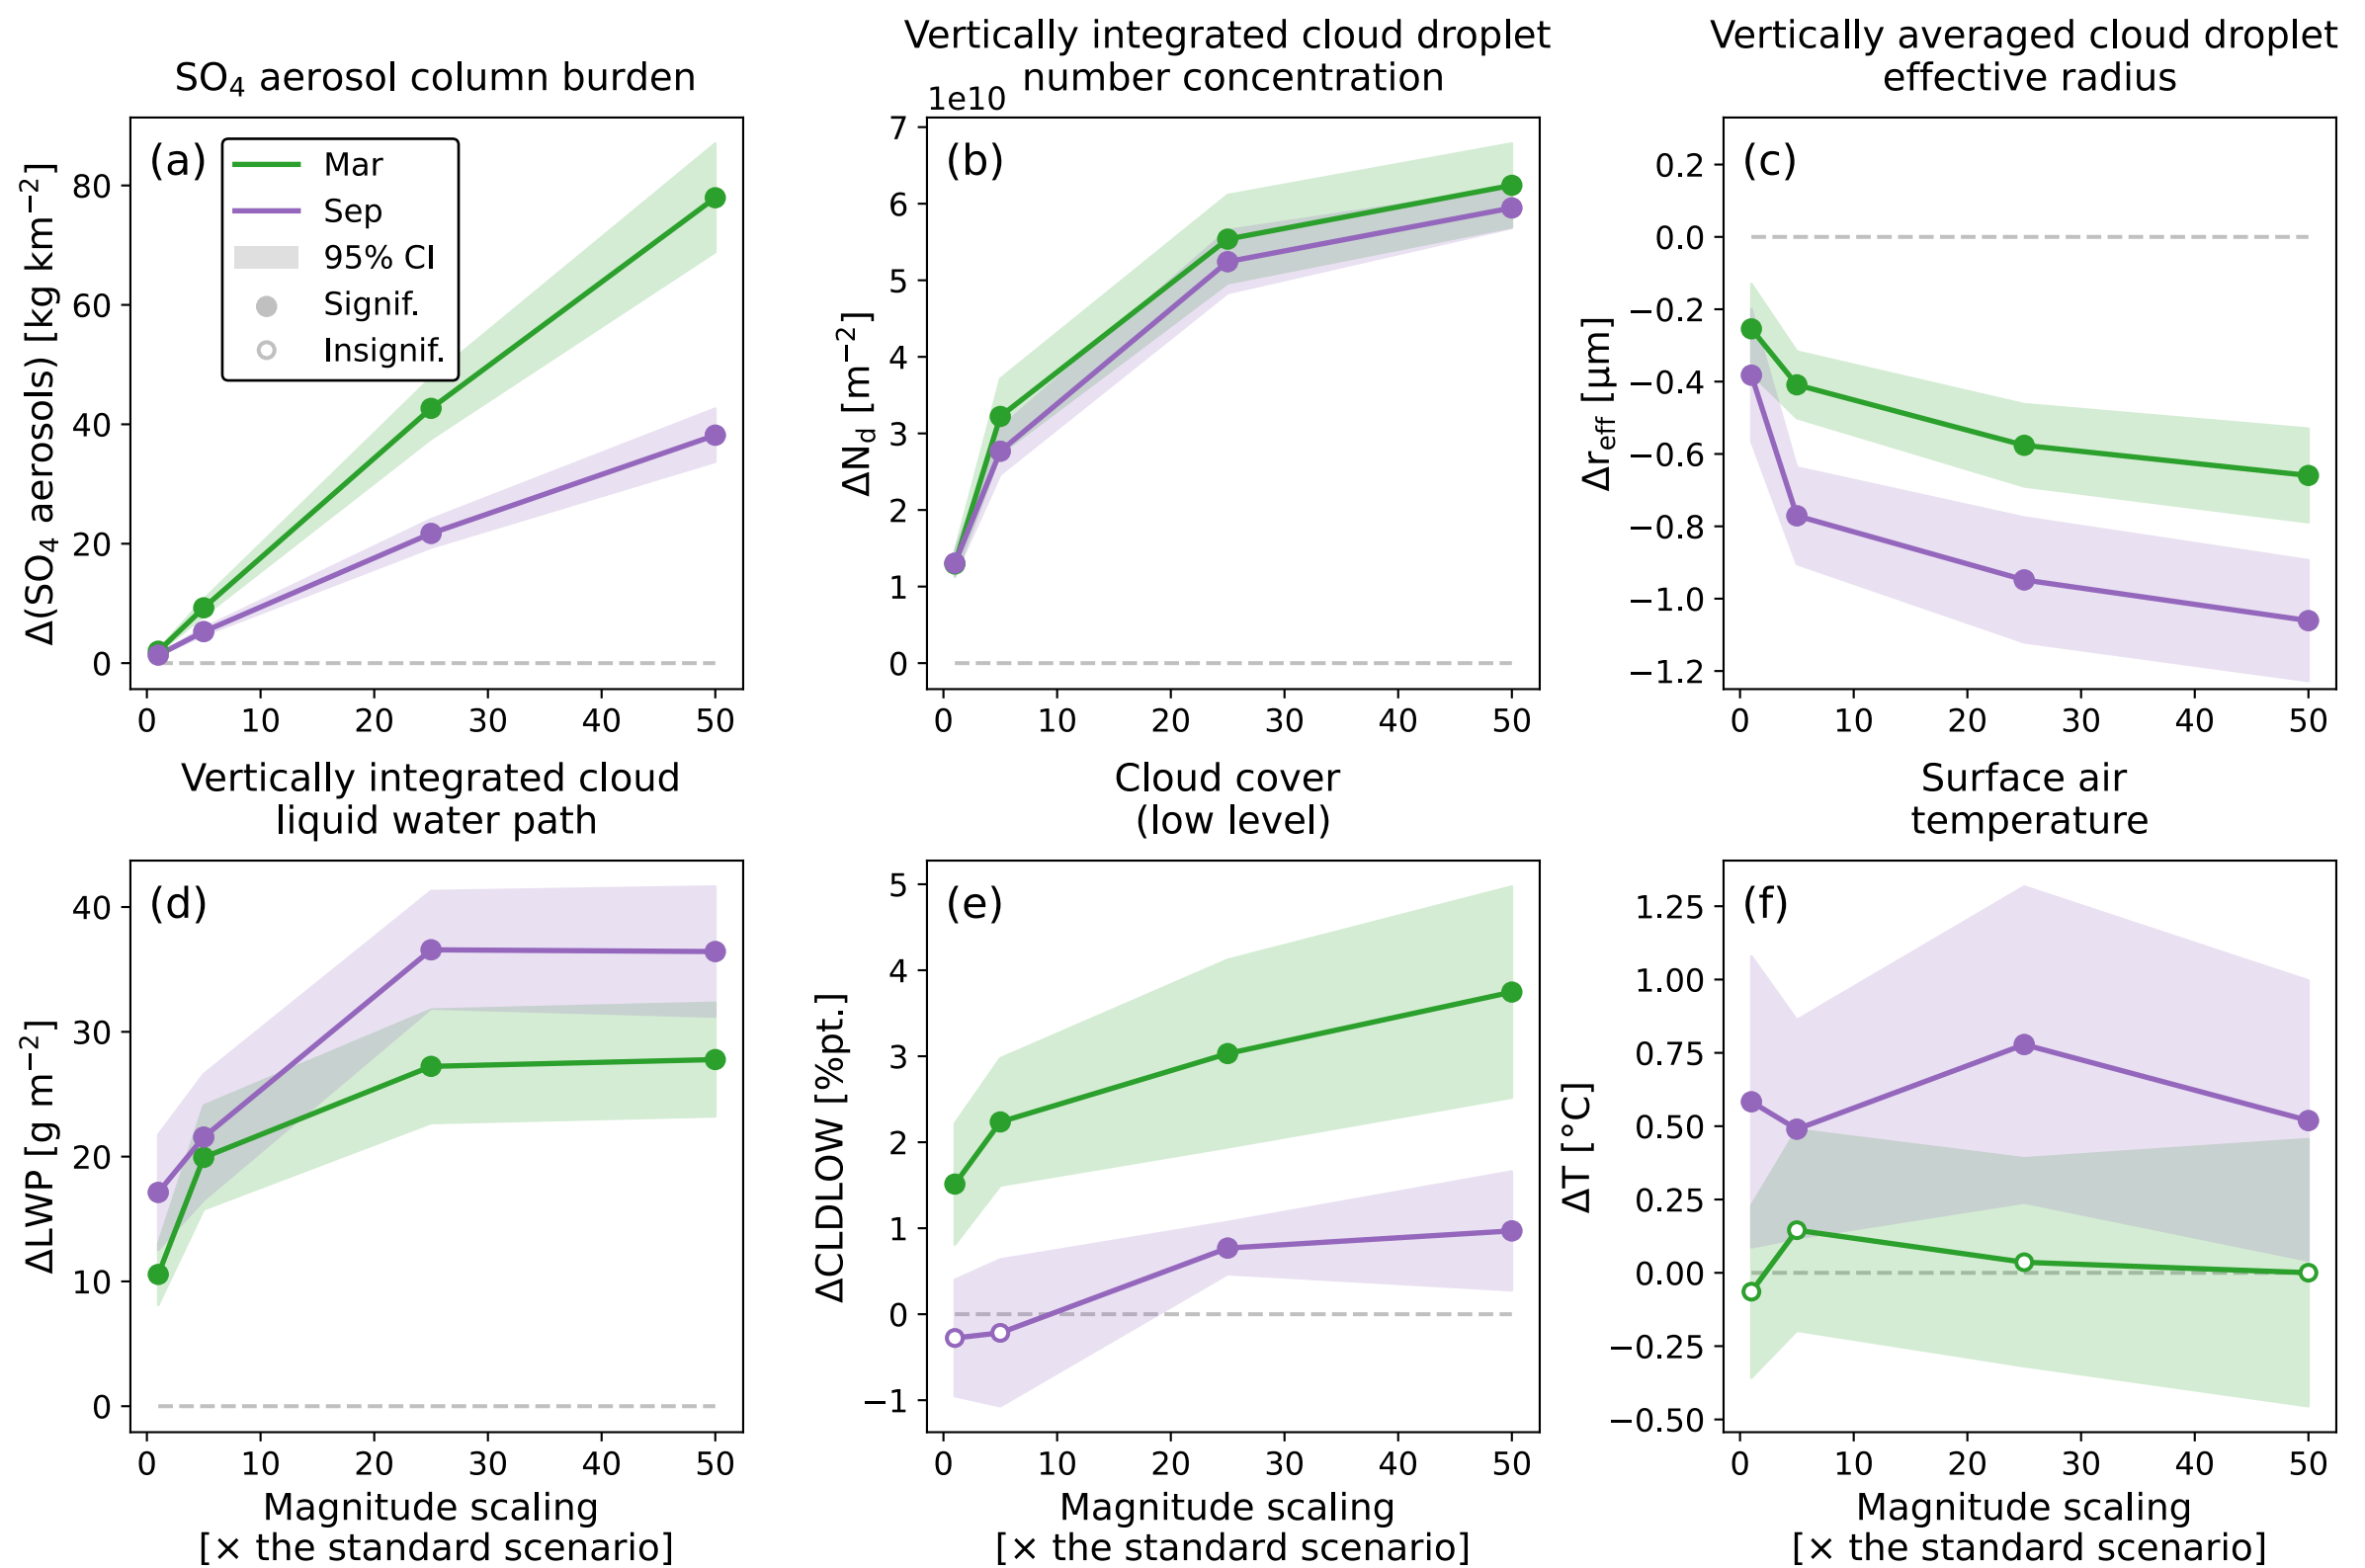 SO₄ aerosol column burden
(a)
Mar
Sep
95% CI
Signif.
Insignif.
Δ(SO₄ aerosols) [kg km⁻²]
80
60
40
20
0
0 10 20 30 40 50
Vertically integrated cloud droplet
number concentration
1e10
(b)
ΔN_d [m⁻²]
7
6
5
4
3
2
1
0
0 10 20 30 40 50
Vertically averaged cloud droplet
effective radius
(c)
Δr_eff [μm]
0.2
0.0
−0.2
−0.4
−0.6
−0.8
−1.0
−1.2
0 10 20 30 40 50
Vertically integrated cloud
liquid water path
(d)
ΔLWP [g m⁻²]
40
30
20
10
0
0 10 20 30 40 50
Magnitude scaling
[× the standard scenario]
Cloud cover
(low level)
(e)
ΔCLDLOW [%pt.]
5
4
3
2
1
0
−1
0 10 20 30 40 50
Magnitude scaling
[× the standard scenario]
Surface air
temperature
(f)
ΔT [°C]
1.25
1.00
0.75
0.50
0.25
0.00
−0.25
−0.50
0 10 20 30 40 50
Magnitude scaling
[× the standard scenario]